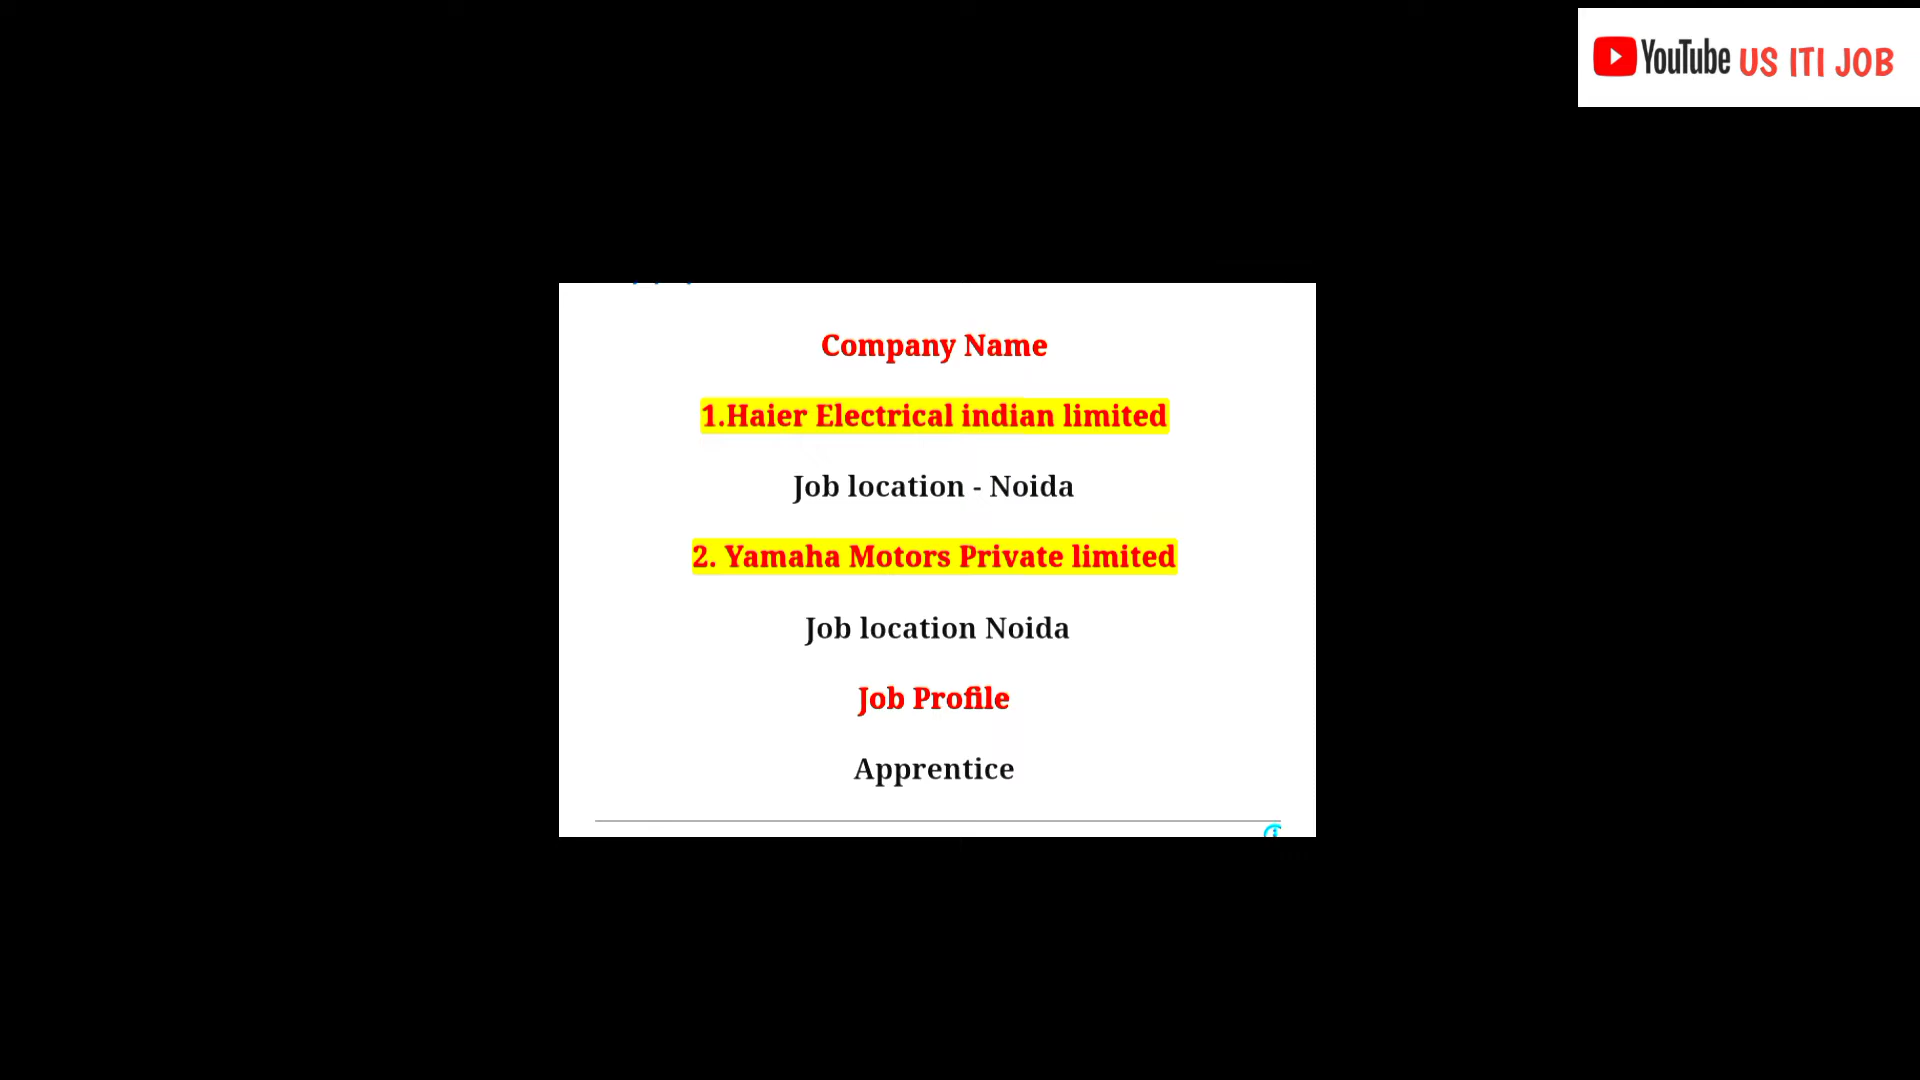 YouTube US ITI JOB
Company Name
1.Haier Electrical indian limited
Job location - Noida
2. Yamaha Motors Private limited
Job location Noida
Job Profile
Apprentice